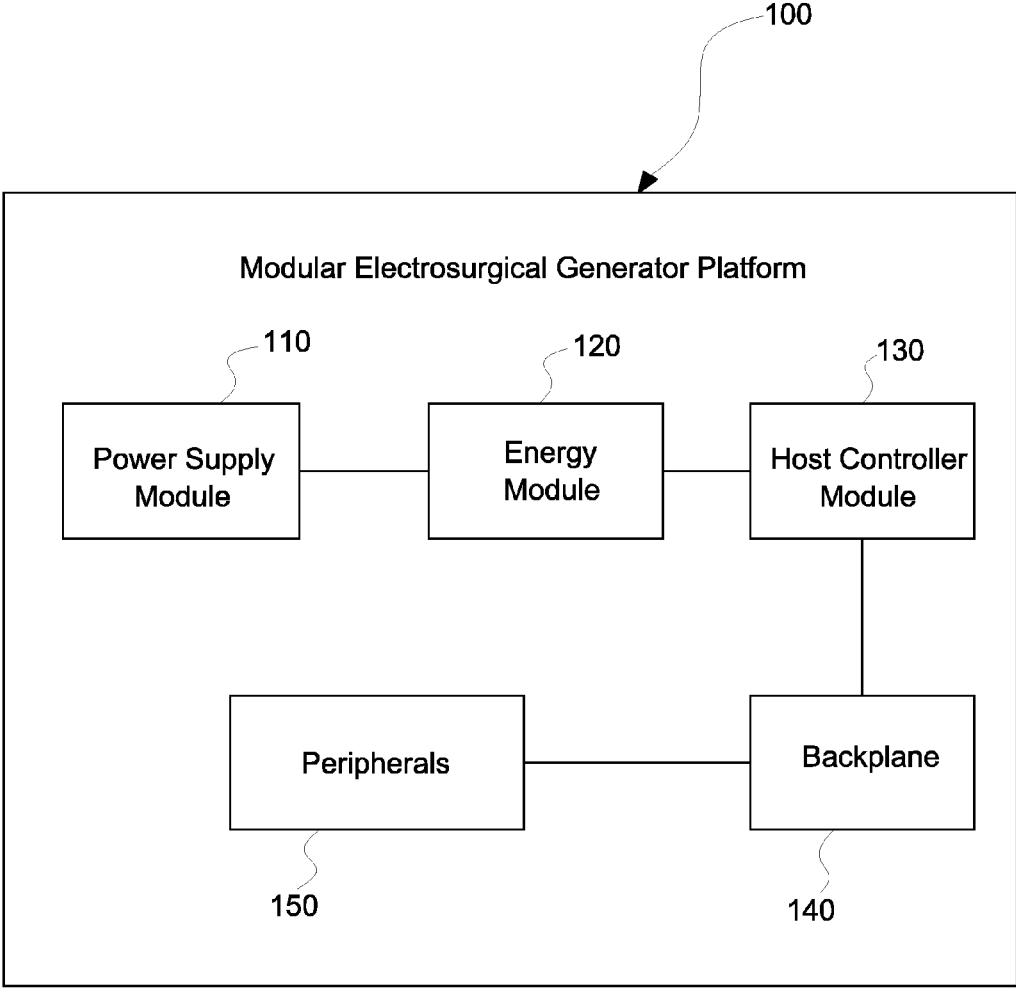 100
Modular Electrosurgical Generator Platform
110
120
130
Power Supply
Module
Energy
Module
Host Controller
Module
Peripherals
Backplane
150
140